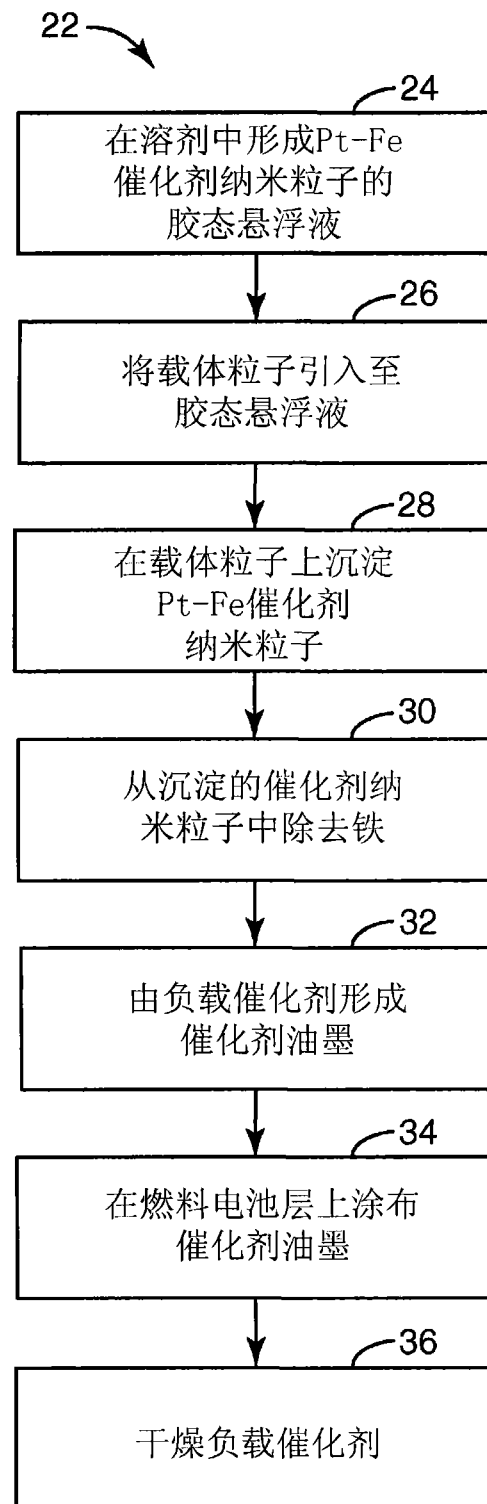 22
24
在溶剂中形成Pt-Fe
催化剂纳米粒子的
胶态悬浮液
26
将载体粒子引入至
胶态悬浮液
28
在载体粒子上沉淀
Pt-Fe催化剂
纳米粒子
30
从沉淀的催化剂纳
米粒子中除去铁
32
由负载催化剂形成
催化剂油墨
34
在燃料电池层上涂布
催化剂油墨
36
干燥负载催化剂